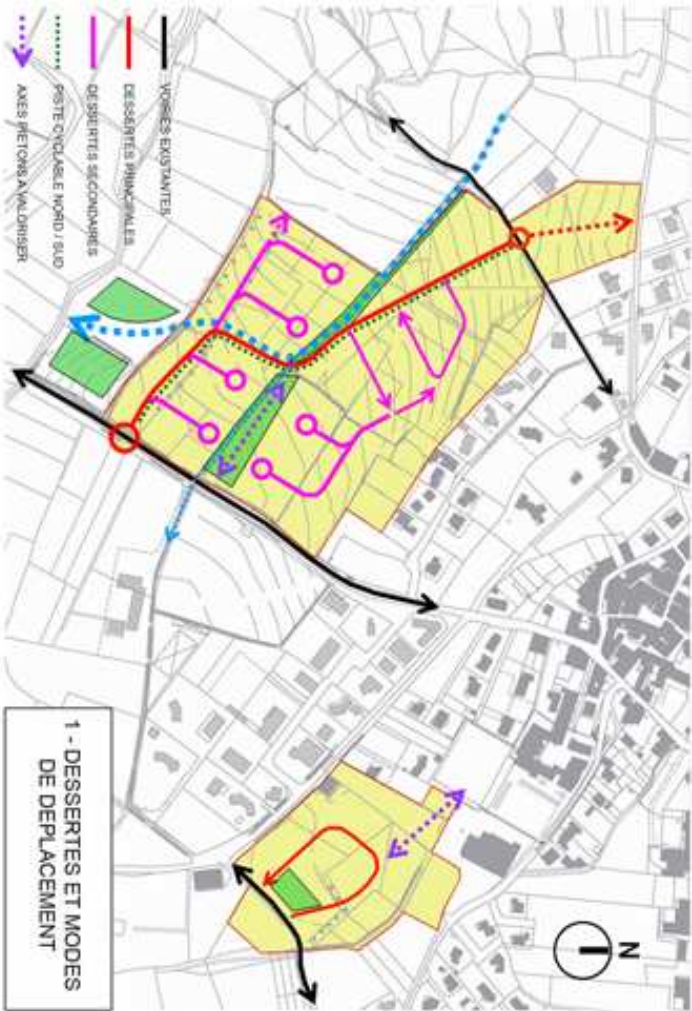 N
VOIRIES EXISTANTES
DESSERTES PRINCIPALES
DESSERTES SECONDAIRES
PISTE CYCLABLE NORD / SUD
AXES PIETONS A VALORISER
1 - DESSERTES ET MODES
DE DEPLACEMENT